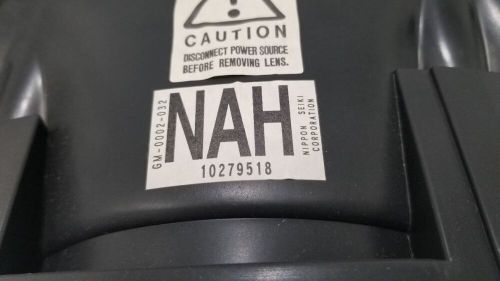 CAUTION
DISCONNECT POWER SOURCE
BEFORE REMOVING LENS.
GM-0002-032
NAH
10279518
NIPPON SEIKI
CORPORATION